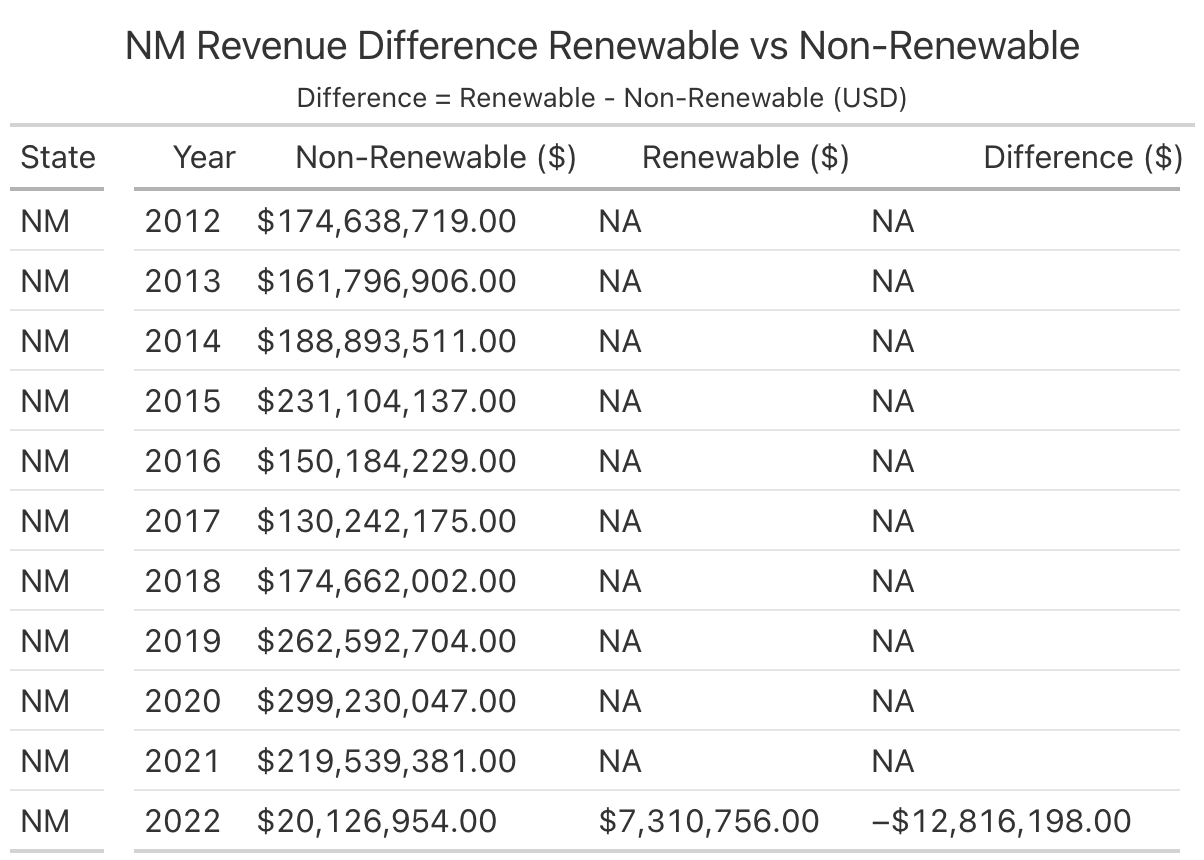 NM Revenue Difference Renewable vs Non-Renewable
Difference = Renewable - Non-Renewable (USD)
State Year Non-Renewable ($) Renewable ($) Difference ($)
NM 2012 $174,638,719.00 NA NA
NM 2013 $161,796,906.00 NA NA
NM 2014 $188,893,511.00 NA NA
NM 2015 $231,104,137.00 NA NA
NM 2016 $150,184,229.00 NA NA
NM 2017 $130,242,175.00 NA NA
NM 2018 $174,662,002.00 NA NA
NM 2019 $262,592,704.00 NA NA
NM 2020 $299,230,047.00 NA NA
NM 2021 $219,539,381.00 NA NA
NM 2022 $20,126,954.00 $7,310,756.00 −$12,816,198.00